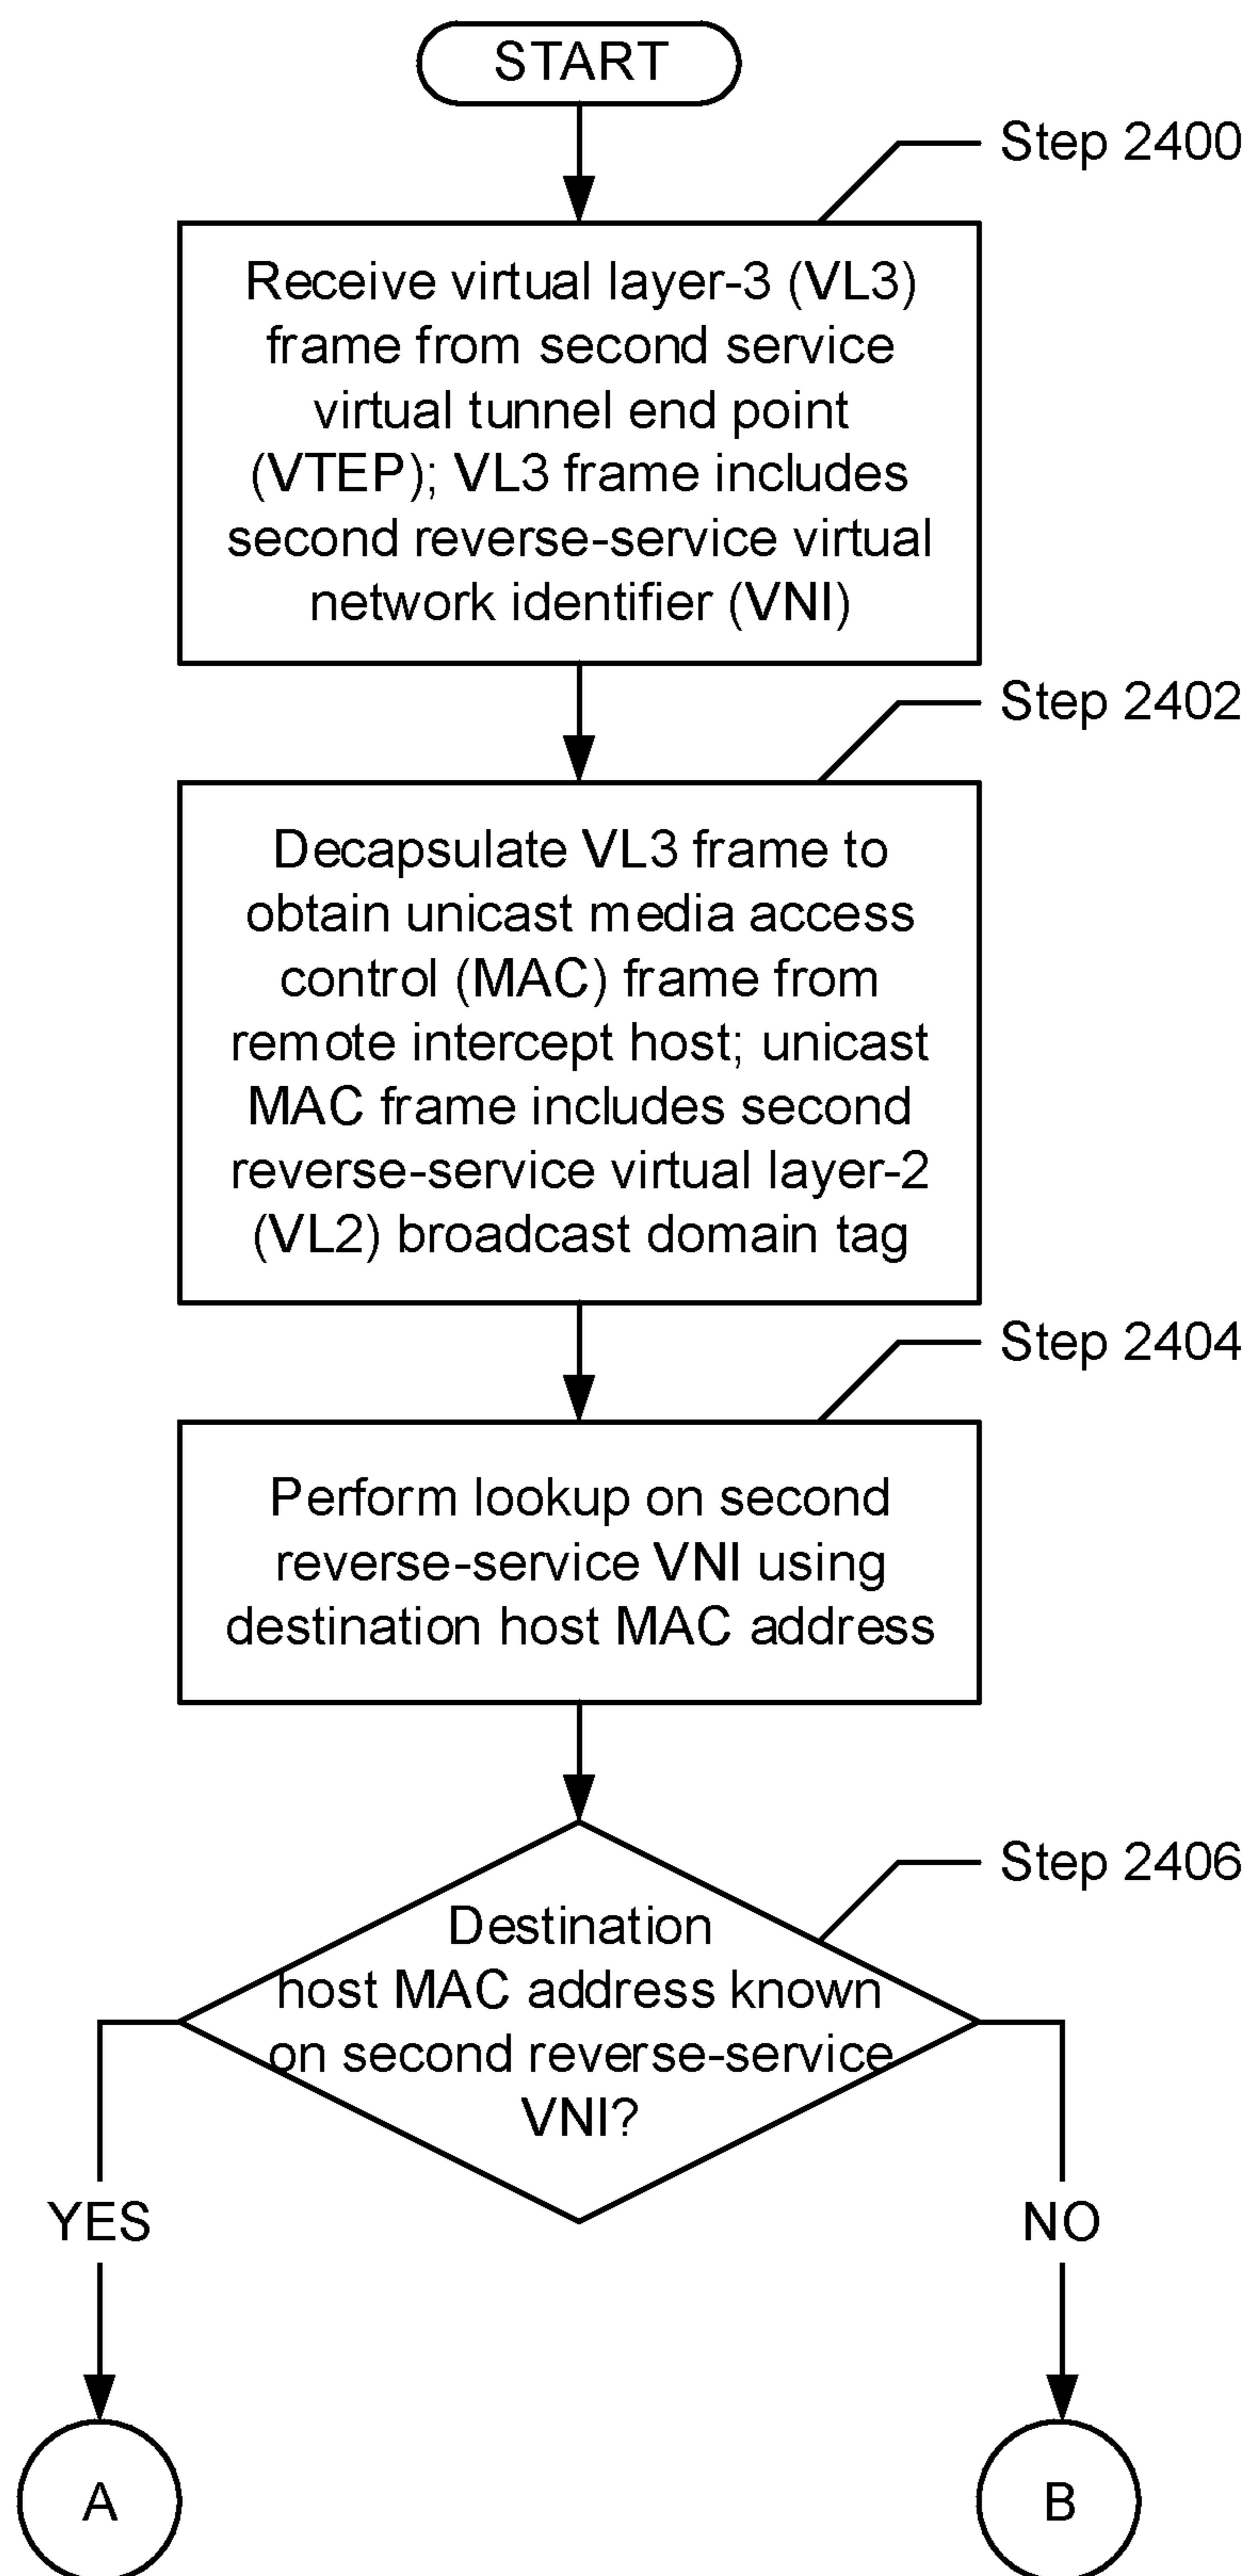 START
Step 2400
Receive virtual layer-3 (VL3)
frame from second service
virtual tunnel end point
(VTEP); VL3 frame includes
second reverse-service virtual
network identifier (VNI)
Step 2402
Decapsulate VL3 frame to
obtain unicast media access
control (MAC) frame from
remote intercept host; unicast
MAC frame includes second
reverse-service virtual layer-2
(VL2) broadcast domain tag
Step 2404
Perform lookup on second
reverse-service VNI using
destination host MAC address
Step 2406
Destination
host MAC address known
on second reverse-service
VNI?
YES
NO
A
B